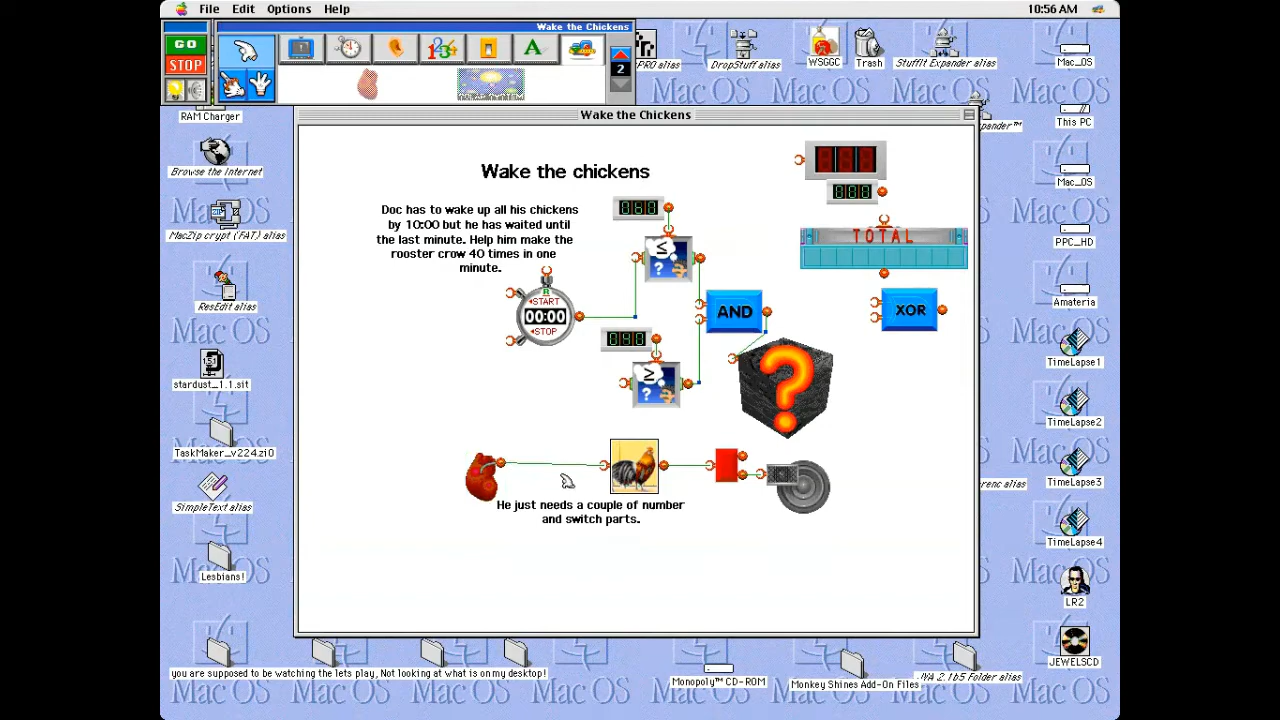 File Edit Options Help
10:56 AM
GO
STOP
Wake the Chickens
2
PRO alias
DropStuff alias
WSGGC
Trash
StuffIt Expander alias
Mac_OS
RAM Charger
Browse the Internet
MacZip crypt (FAT) alias
ResEdit alias
stardust_1.1.sit
TaskMaker_v224.zi0
SimpleText alias
Lesbians!
you are supposed to be watching the lets play, Not looking at what is on my desktop!
Wake the Chickens
Wake the chickens
Doc has to wake up all his chickens
by 10:00 but he has waited until
the last minute. Help him make the
rooster crow 40 times in one
minute.
START
00:00
STOP
060
≤
?
040
≥
?
AND
?
TOTAL
XOR
He just needs a couple of number
and switch parts.
This PC
Mac_OS
PPC_HD
Amateria
TimeLapse1
TimeLapse2
TimeLapse3
TimeLapse4
LR2
JEWELSCD
Monopoly™ CD-ROM
Monkey Shines Add-On Files
Mac OS